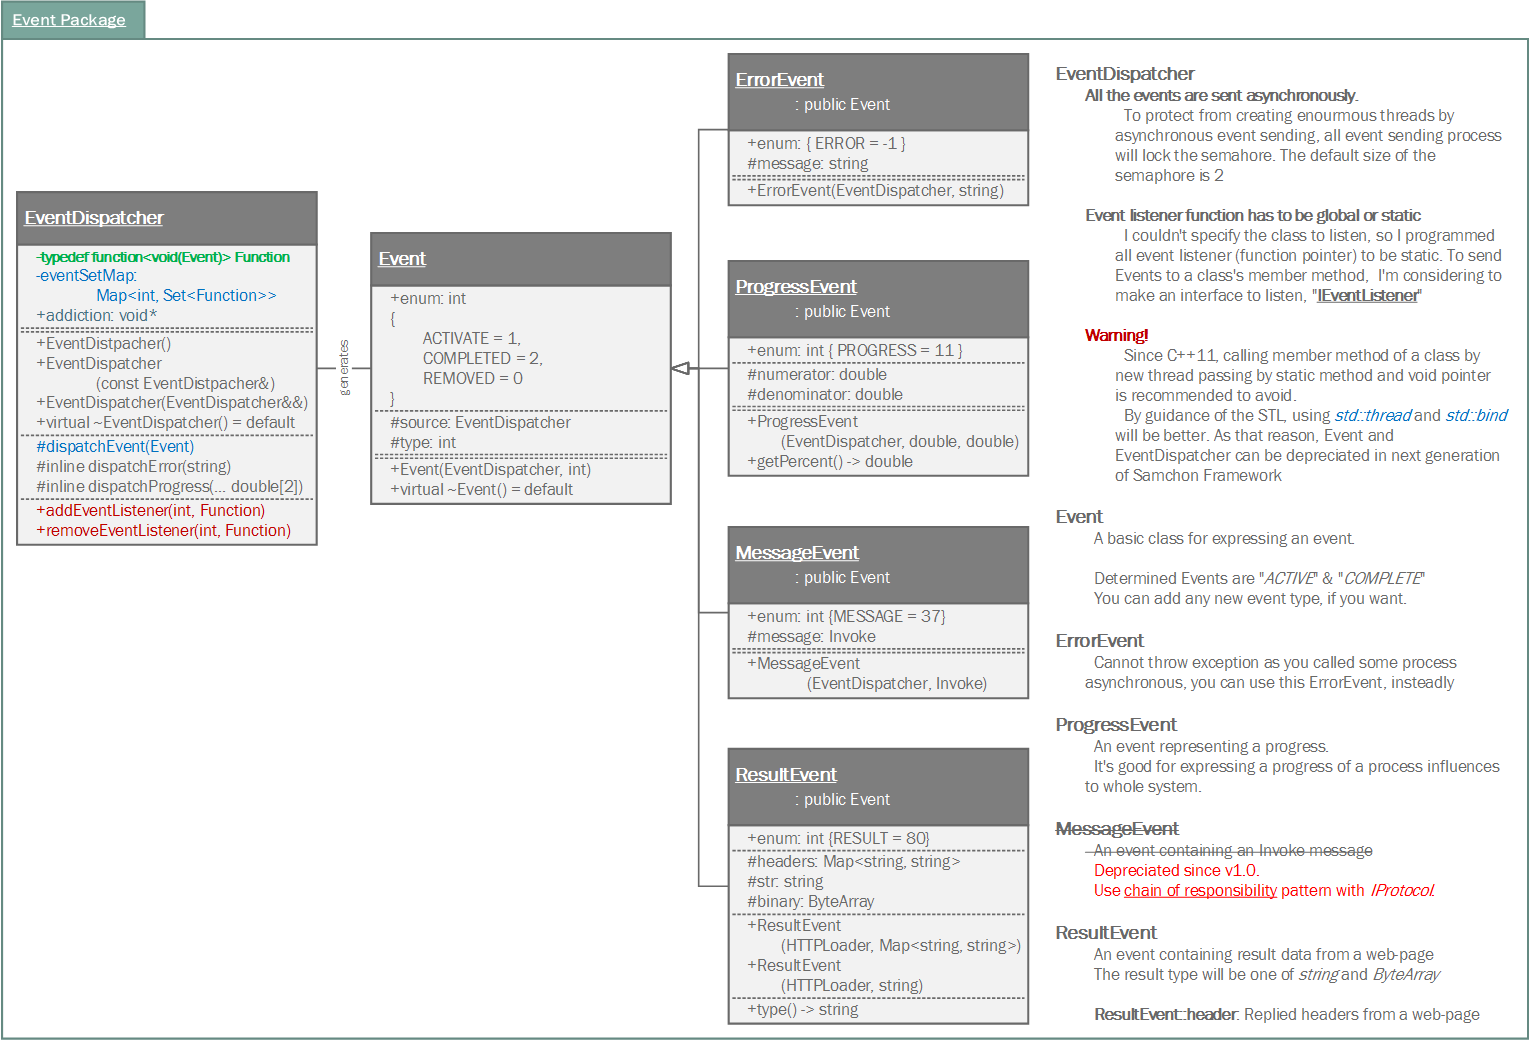 Event Package
EventDispatcher
-typedef function<void(Event)> Function
-eventSetMap:
Map<int, Set<Function>>
+addiction: void*
+EventDistpacher()
+EventDispatcher
(const EventDistpacher&)
+EventDispatcher(EventDispatcher&&)
+virtual ~EventDispatcher() = default
#dispatchEvent(Event)
#inline dispatchError(string)
#inline dispatchProgress(... double[2])
+addEventListener(int, Function)
+removeEventListener(int, Function)
generates
Event
+enum: int
{
ACTIVATE = 1,
COMPLETED = 2,
REMOVED = 0
}
#source: EventDispatcher
#type: int
+Event(EventDispatcher, int)
+virtual ~Event() = default
ErrorEvent
: public Event
+enum: { ERROR = -1 }
#message: string
+ErrorEvent(EventDispatcher, string)
ProgressEvent
: public Event
+enum: int { PROGRESS = 11 }
#numerator: double
#denominator: double
+ProgressEvent
(EventDispatcher, double, double)
+getPercent() -> double
MessageEvent
: public Event
+enum: int {MESSAGE = 37}
#message: Invoke
+MessageEvent
(EventDispatcher, Invoke)
ResultEvent
: public Event
+enum: int {RESULT = 80}
#headers: Map<string, string>
#str: string
#binary: ByteArray
+ResultEvent
(HTTPLoader, Map<string, string>)
+ResultEvent
(HTTPLoader, string)
+type() -> string
EventDispatcher
All the events are sent asynchronously.
To protect from creating enourmous threads by
asynchronous event sending, all event sending process
will lock the semahore. The default size of the
semaphore is 2
Event listener function has to be global or static
I couldn't specify the class to listen, so I programmed
all event listener (function pointer) to be static. To send
Events to a class's member method, I'm considering to
make an interface to listen, "IEventListener"
Warning!
Since C++11, calling member method of a class by
new thread passing by static method and void pointer
is recommended to avoid.
By guidance of the STL, using std::thread and std::bind
will be better. As that reason, Event and
EventDispatcher can be depreciated in next generation
of Samchon Framework
Event
A basic class for expressing an event.
Determined Events are "ACTIVE" & "COMPLETE"
You can add any new event type, if you want.
ErrorEvent
Cannot throw exception as you called some process
asynchronous, you can use this ErrorEvent, insteadly
ProgressEvent
An event representing a progress.
It's good for expressing a progress of a process influences
to whole system.
MessageEvent
An event containing an Invoke message
Depreciated since v1.0.
Use chain of responsibility pattern with IProtocol.
ResultEvent
An event containing result data from a web-page
The result type will be one of string and ByteArray
ResultEvent::header: Replied headers from a web-page